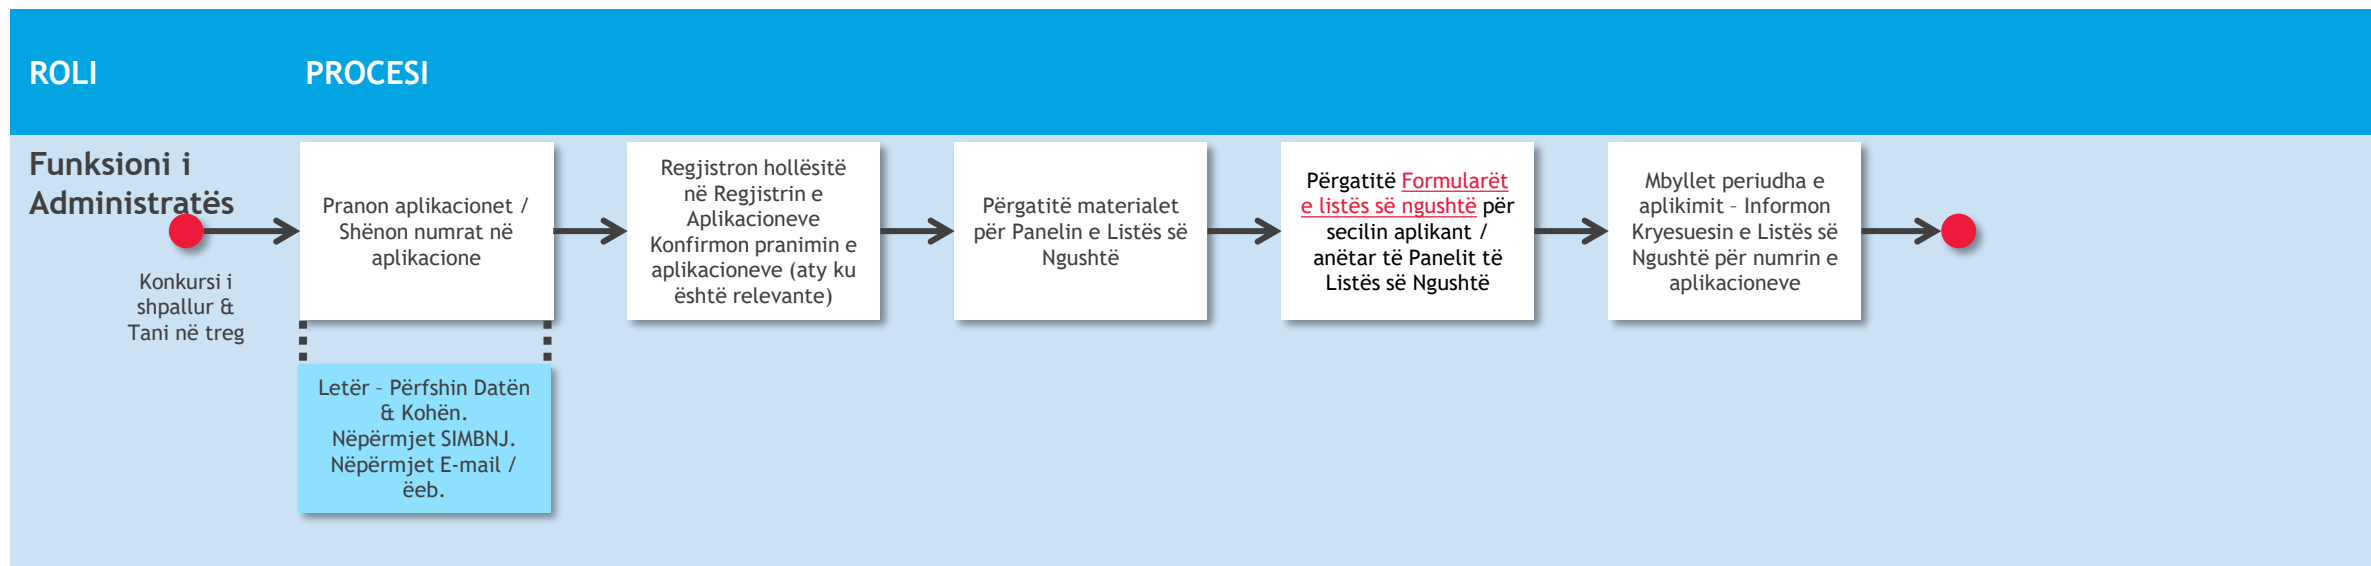 ROLI
PROCESI
Funksioni i
Administratës
Konkursi i
shpallur &
Tani në treg
Pranon aplikacionet /
Shënon numrat në
aplikacione
Letër – Përfshin Datën
& Kohën.
Nëpërmjet SIMBNJ.
Nëpërmjet E-mail /
ëeb.
Regjistron hollësitë
në Regjistrin e
Aplikacioneve
Konfirmon pranimin e
aplikacioneve (aty ku
është relevante)
Përgatitë materialet
për Panelin e Listës së
Ngushtë
Përgatitë Formularët
e listës së ngushtë për
secilin aplikant /
anëtar të Panelit të
Listës së Ngushtë
Mbyllet periudha e
aplikimit – Informon
Kryesuesin e Listës së
Ngushtë për numrin e
aplikacioneve